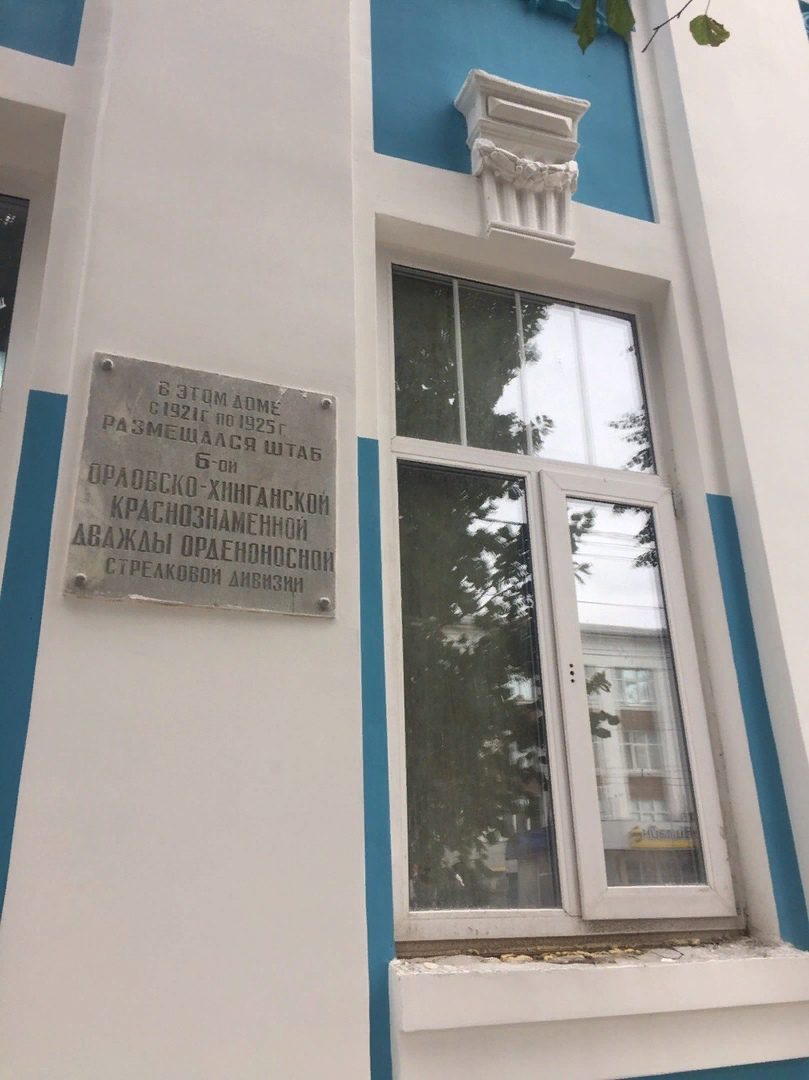 В ЭТОМ ДОМЕ
С 1921 Г ПО 1925 Г
РАЗМЕЩАЛСЯ ШТАБ
6-ОЙ
ОРЛОВСКО-ХИНГАНСКОЙ
КРАСНОЗНАМЕННОЙ
ДВАЖДЫ ОРДЕНОНОСНОЙ
СТРЕЛКОВОЙ ДИВИЗИИ